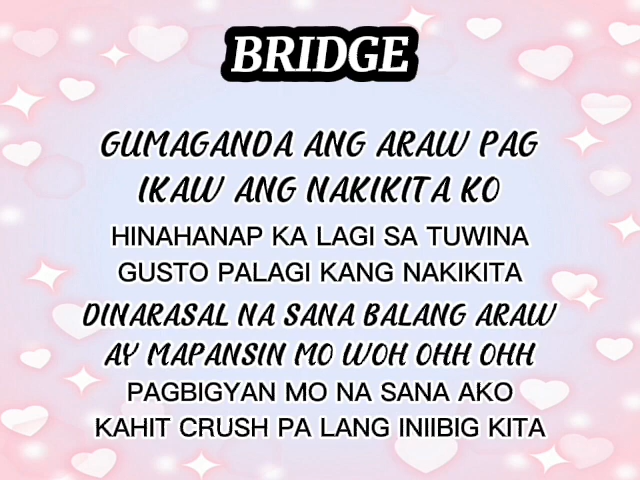 BRIDGE
GUMAGANDA ANG ARAW PAG
IKAW ANG NAKIKITA KO
HINAHANAP KA LAGI SA TUWINA
GUSTO PALAGI KANG NAKIKITA
DINARASAL NA SANA BALANG ARAW
AY MAPANSIN MO WOH OHH OHH
PAGBIGYAN MO NA SANA AKO
KAHIT CRUSH PA LANG INIIBIG KITA